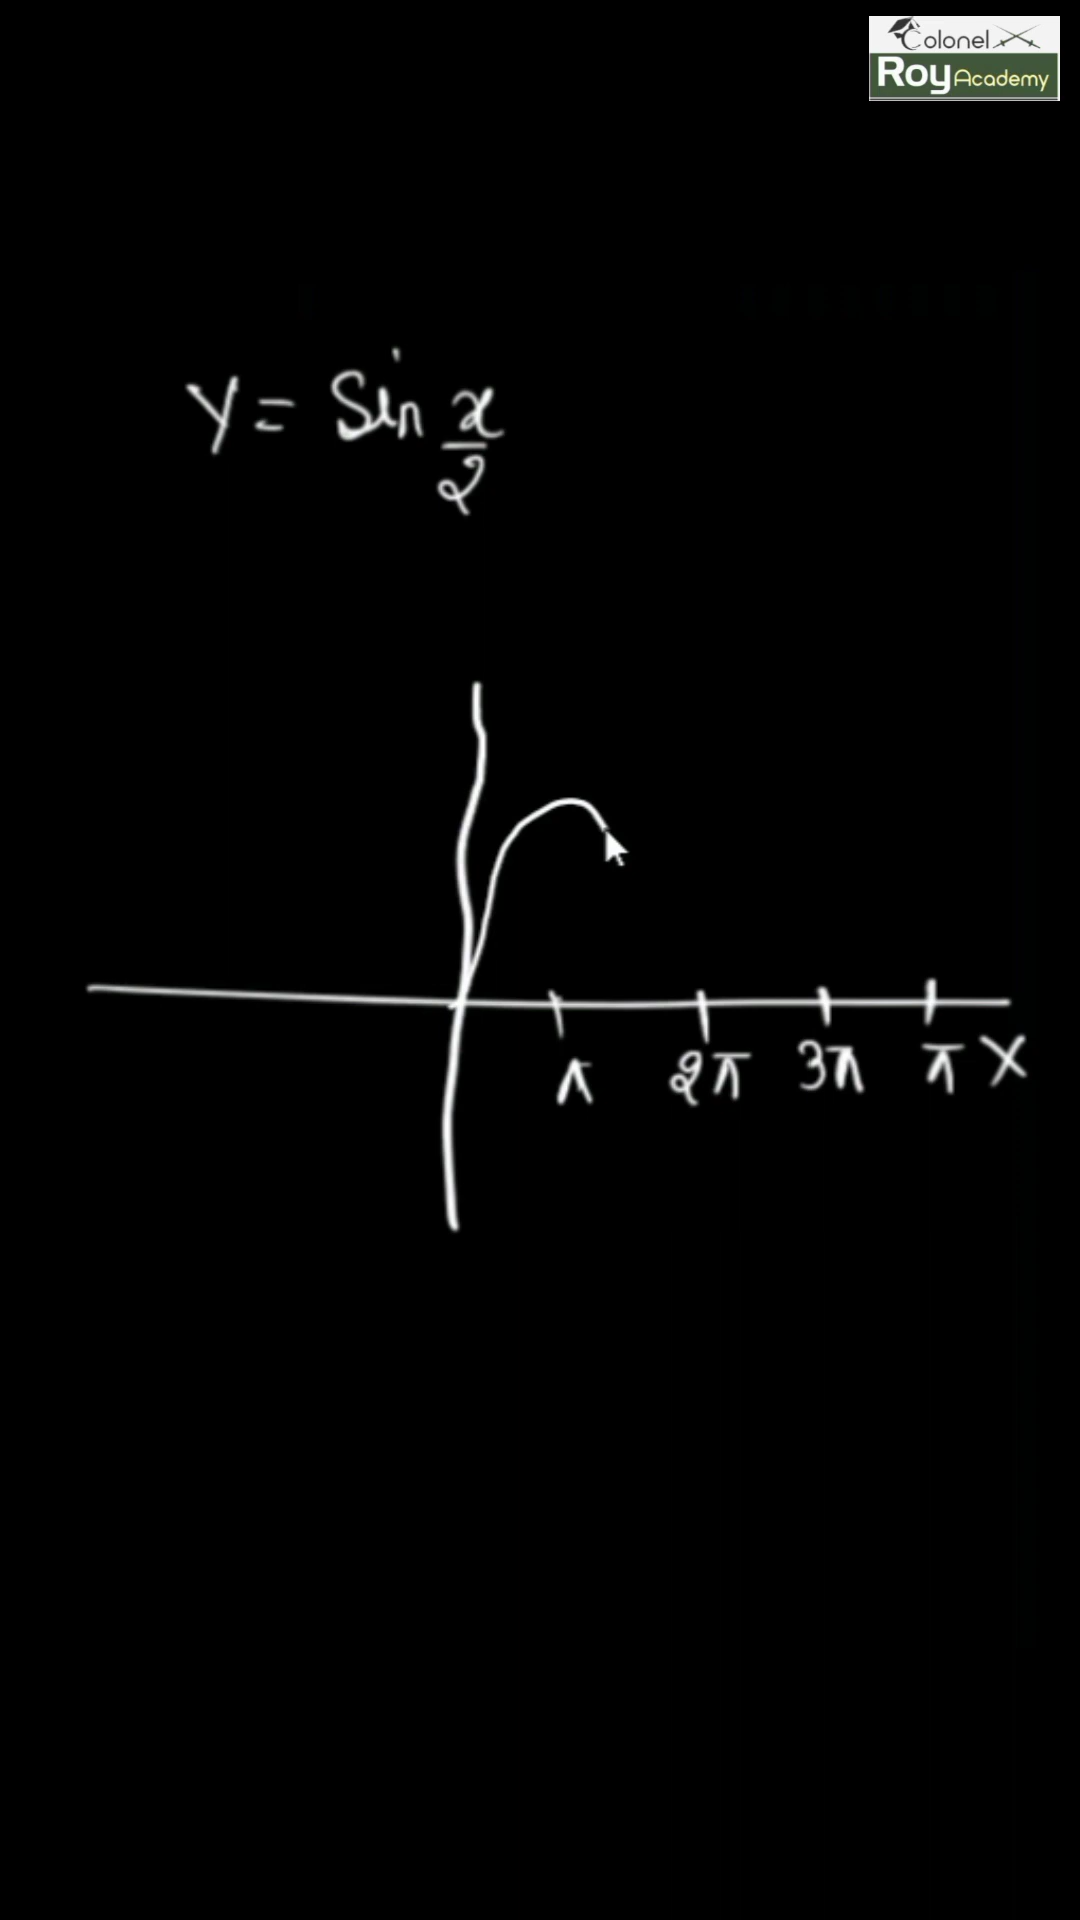 Colonel
Roy Academy
Y = Sin x/2
π 2π 3π π X